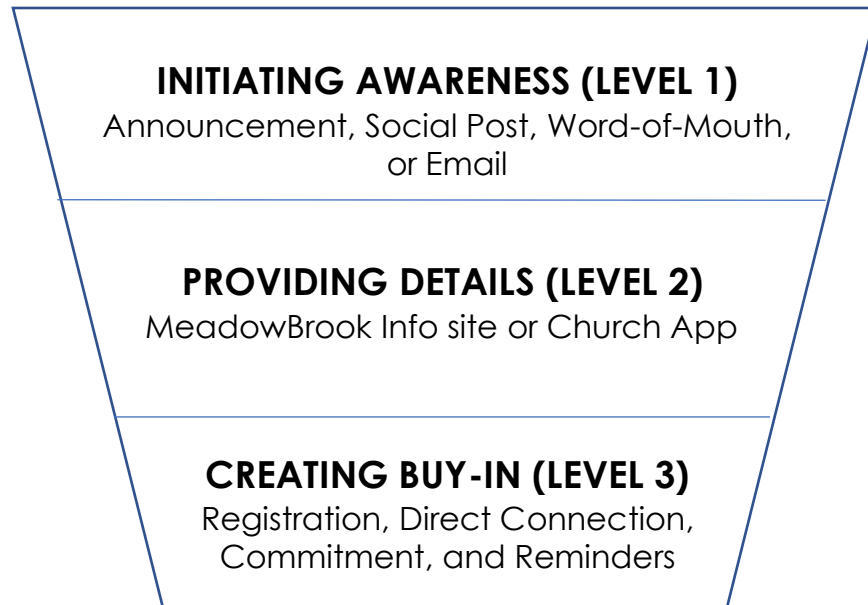 INITIATING AWARENESS (LEVEL 1)
Announcement, Social Post, Word-of-Mouth,
or Email
PROVIDING DETAILS (LEVEL 2)
MeadowBrook Info site or Church App
CREATING BUY-IN (LEVEL 3)
Registration, Direct Connection,
Commitment, and Reminders